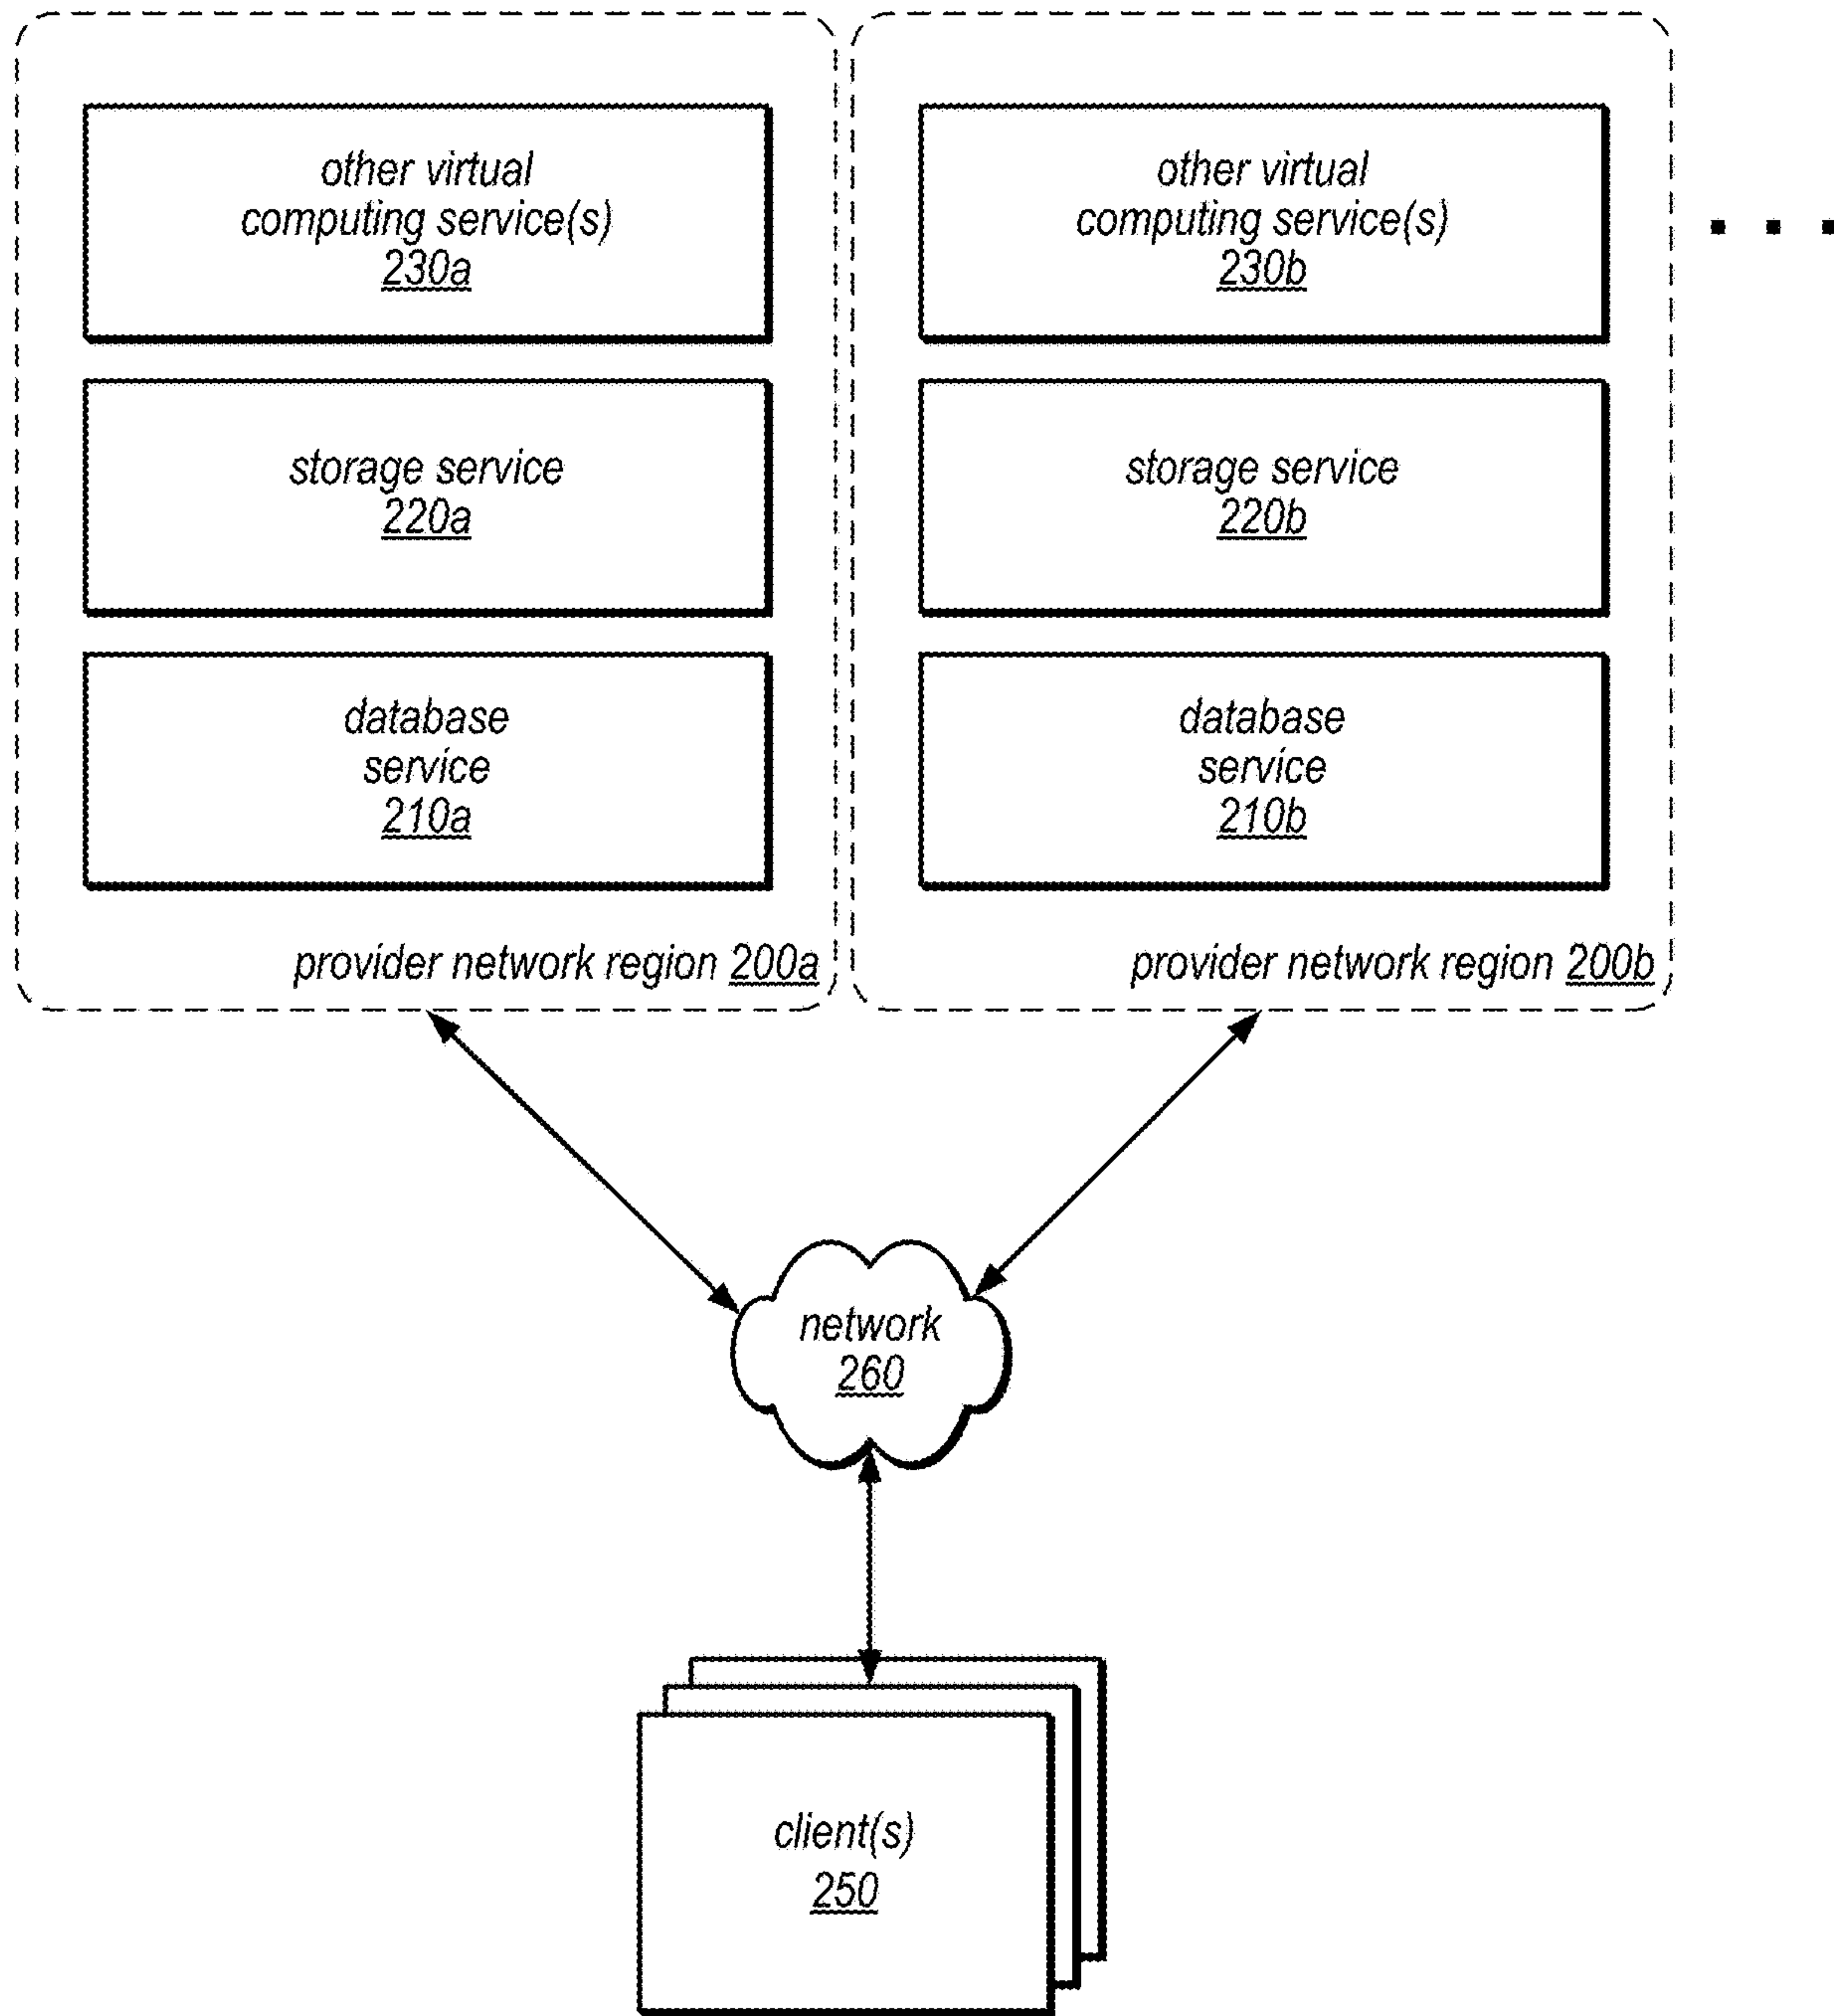 other virtual
computing service(s)
230a
storage service
220a
database
service
210a
provider network region 200a
other virtual
computing service(s)
230b
storage service
220b
database
service
210b
provider network region 200b
. . .
network
260
client(s)
250